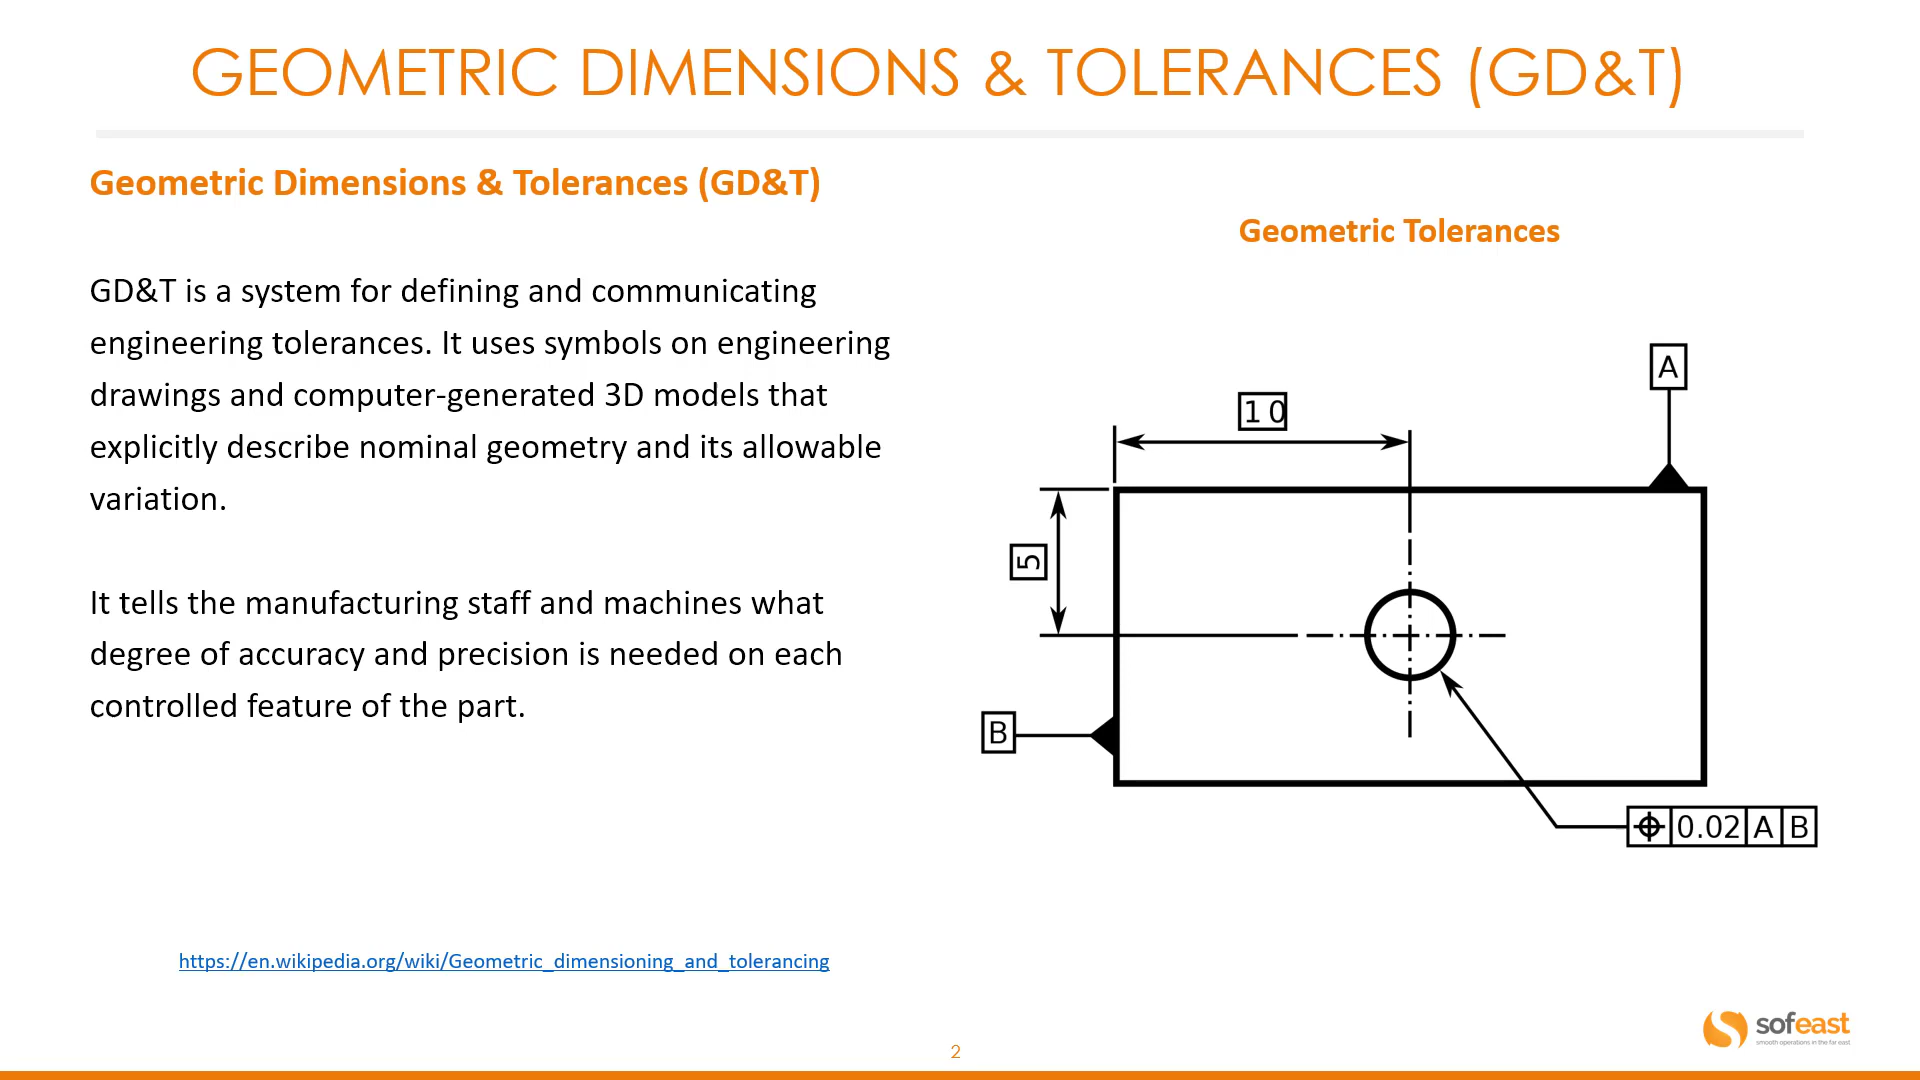 GEOMETRIC DIMENSIONS & TOLERANCES (GD&T)
Geometric Dimensions & Tolerances (GD&T)
GD&T is a system for defining and communicating
engineering tolerances. It uses symbols on engineering
drawings and computer-generated 3D models that
explicitly describe nominal geometry and its allowable
variation.
It tells the manufacturing staff and machines what
degree of accuracy and precision is needed on each
controlled feature of the part.
https://en.wikipedia.org/wiki/Geometric_dimensioning_and_tolerancing
Geometric Tolerances
A
10
5
B
⌖ 0.02 A B
sofeast
smooth operations in the far east
2